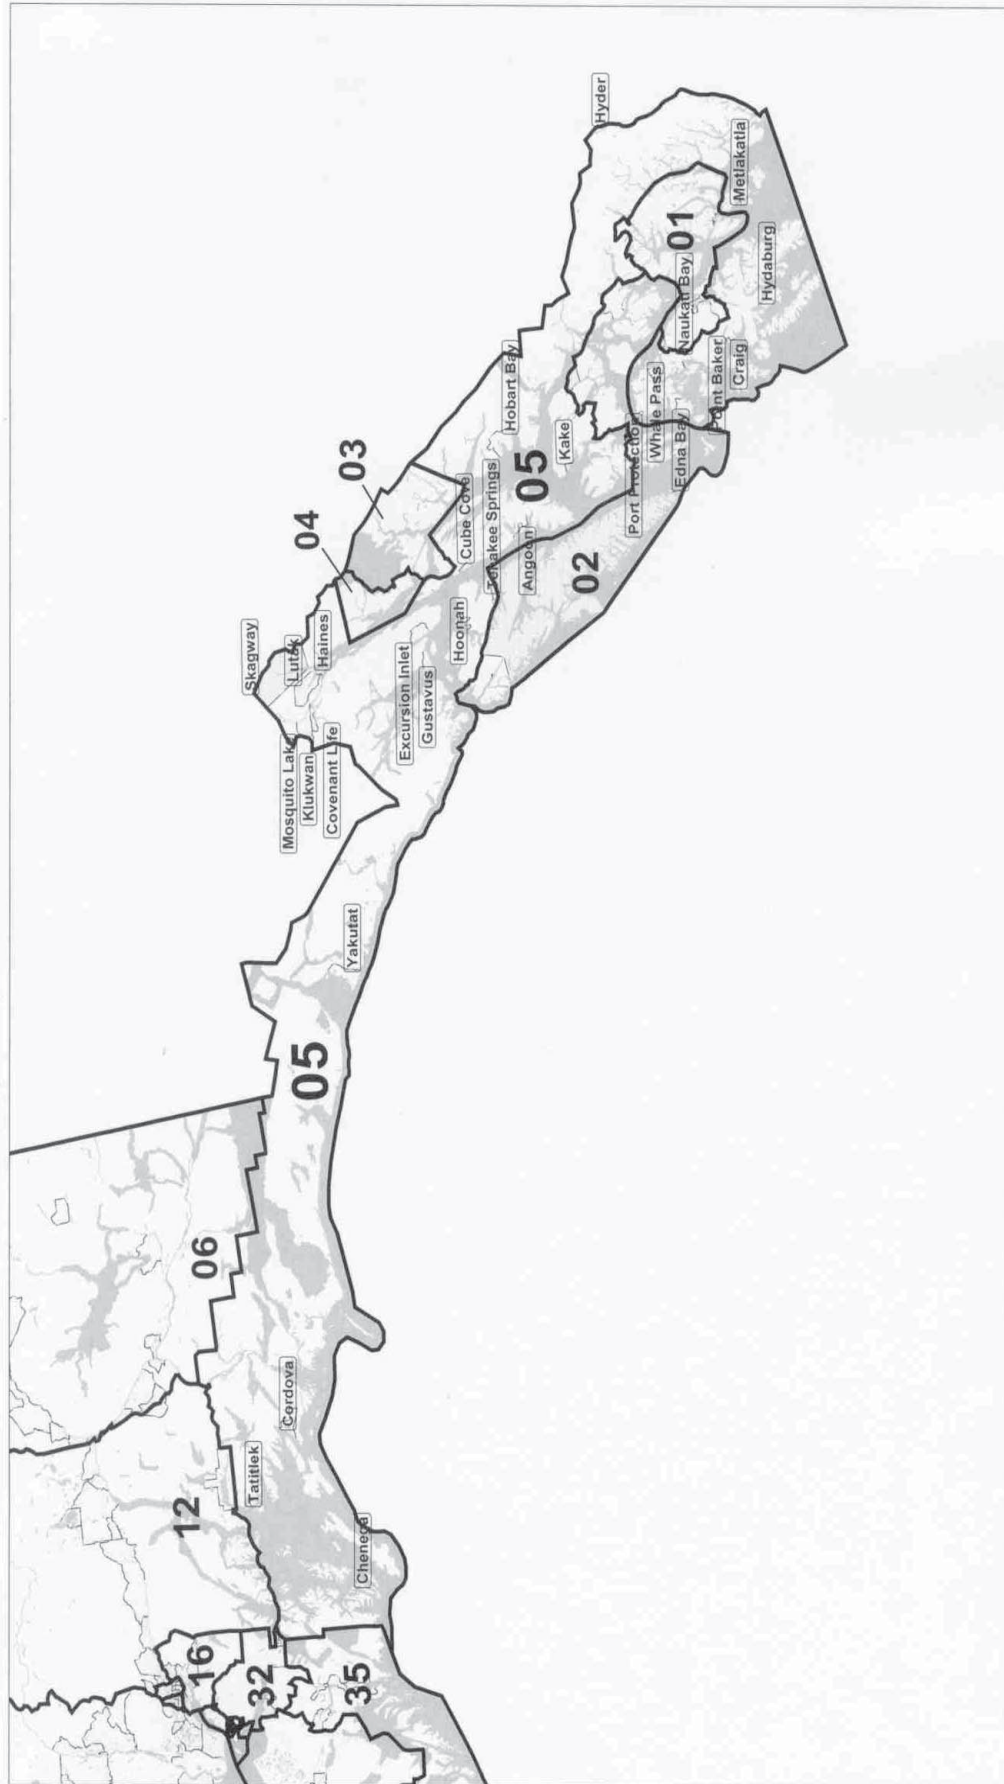 12
16
06
Skagway
Tatitlek
32
Cordova
Mosquito Lake
Lutak
04
Klukwan
05
Haines
Covenant Life
35
Chenega
Yakutat
03
Excursion Inlet
Gustavus
Hoonah
Cube Cove
Tenakee Springs
Hobart Bay
Angoon
05
Kake
02
Hyder
Port Protection
Whale Pass
Edna Bay
Naukati Bay
01
Point Baker
Craig
Metlakatla
Hydaburg